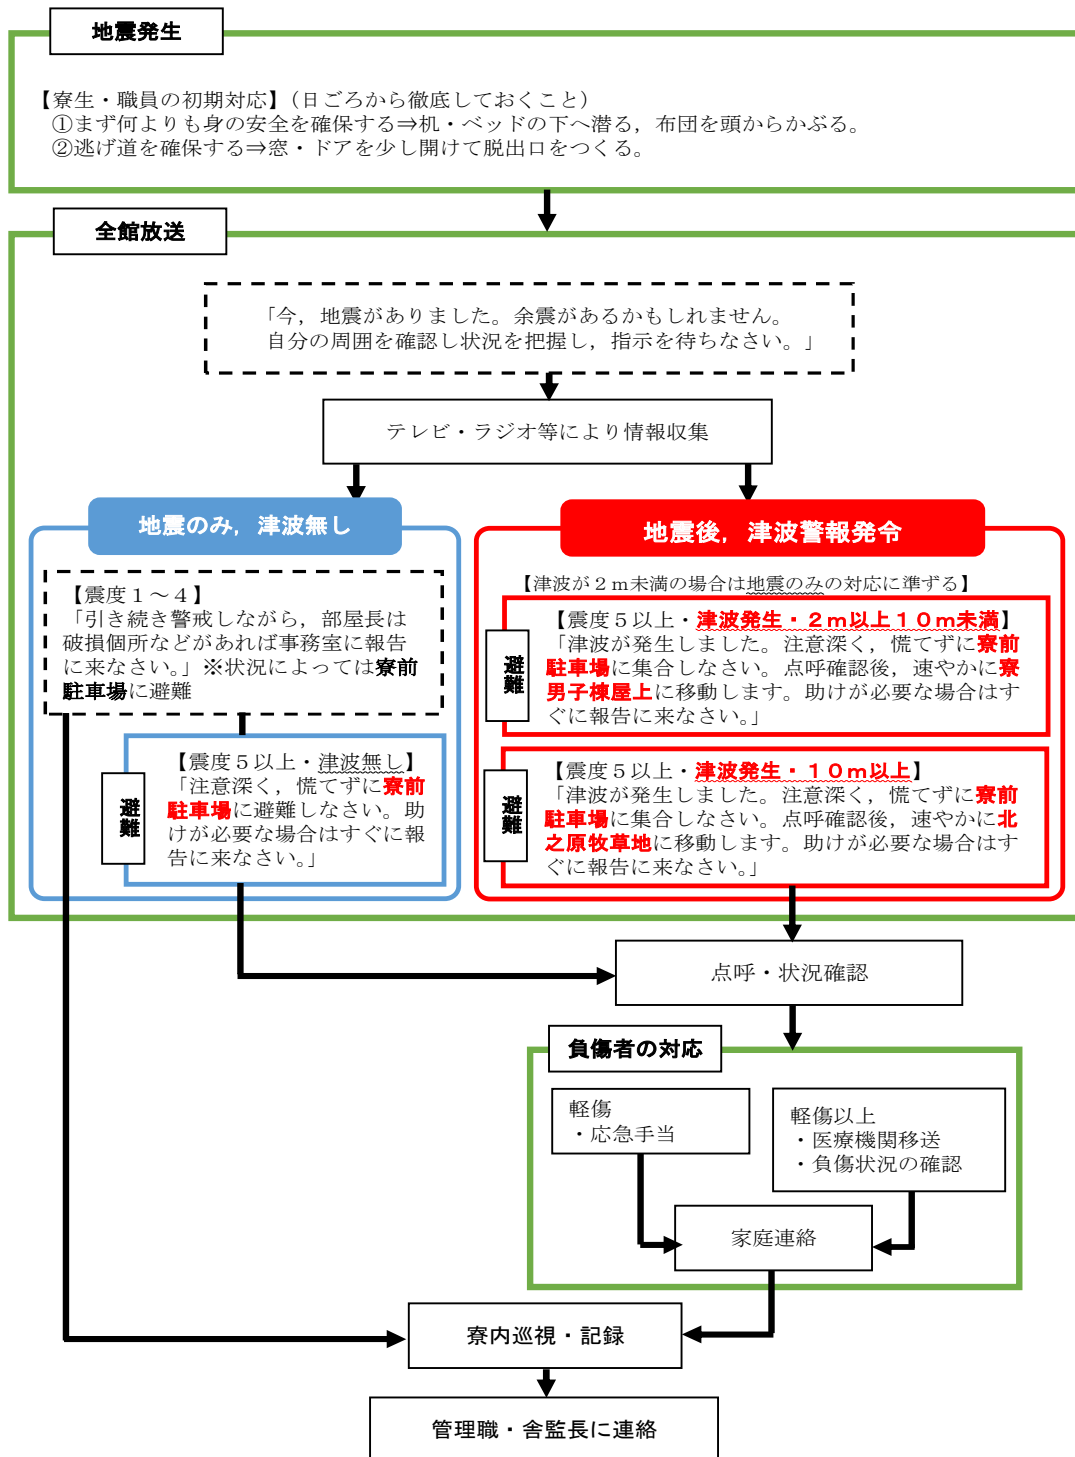 地震発生
【寮生・職員の初期対応】（日ごろから徹底しておくこと）
①まず何よりも身の安全を確保する⇒机・ベッドの下へ潜る，布団を頭からかぶる。
②逃げ道を確保する⇒窓・ドアを少し開けて脱出口をつくる。
全館放送
「今，地震がありました。余震があるかもしれません。
自分の周囲を確認し状況を把握し，指示を待ちなさい。」
テレビ・ラジオ等により情報収集
地震のみ，津波無し
【震度１～４】
「引き続き警戒しながら，部屋長は
破損個所などがあれば事務室に報告
に来なさい。」※状況によっては寮前
駐車場に避難
避難
【震度５以上・津波無し】
「注意深く，慌てずに寮前
駐車場に避難しなさい。助
けが必要な場合はすぐに報
告に来なさい。」
地震後，津波警報発令
【津波が２ｍ未満の場合は地震のみの対応に準ずる】
避難
【震度５以上・津波発生・２ｍ以上１０ｍ未満】
「津波が発生しました。注意深く，慌てずに寮前
駐車場に集合しなさい。点呼確認後，速やかに寮
男子棟屋上に移動します。助けが必要な場合はす
ぐに報告に来なさい。」
避難
【震度５以上・津波発生・１０ｍ以上】
「津波が発生しました。注意深く，慌てずに寮前
駐車場に集合しなさい。点呼確認後，速やかに北
之原牧草地に移動します。助けが必要な場合はす
ぐに報告に来なさい。」
点呼・状況確認
負傷者の対応
軽傷
・応急手当
軽傷以上
・医療機関移送
・負傷状況の確認
家庭連絡
寮内巡視・記録
管理職・舎監長に連絡